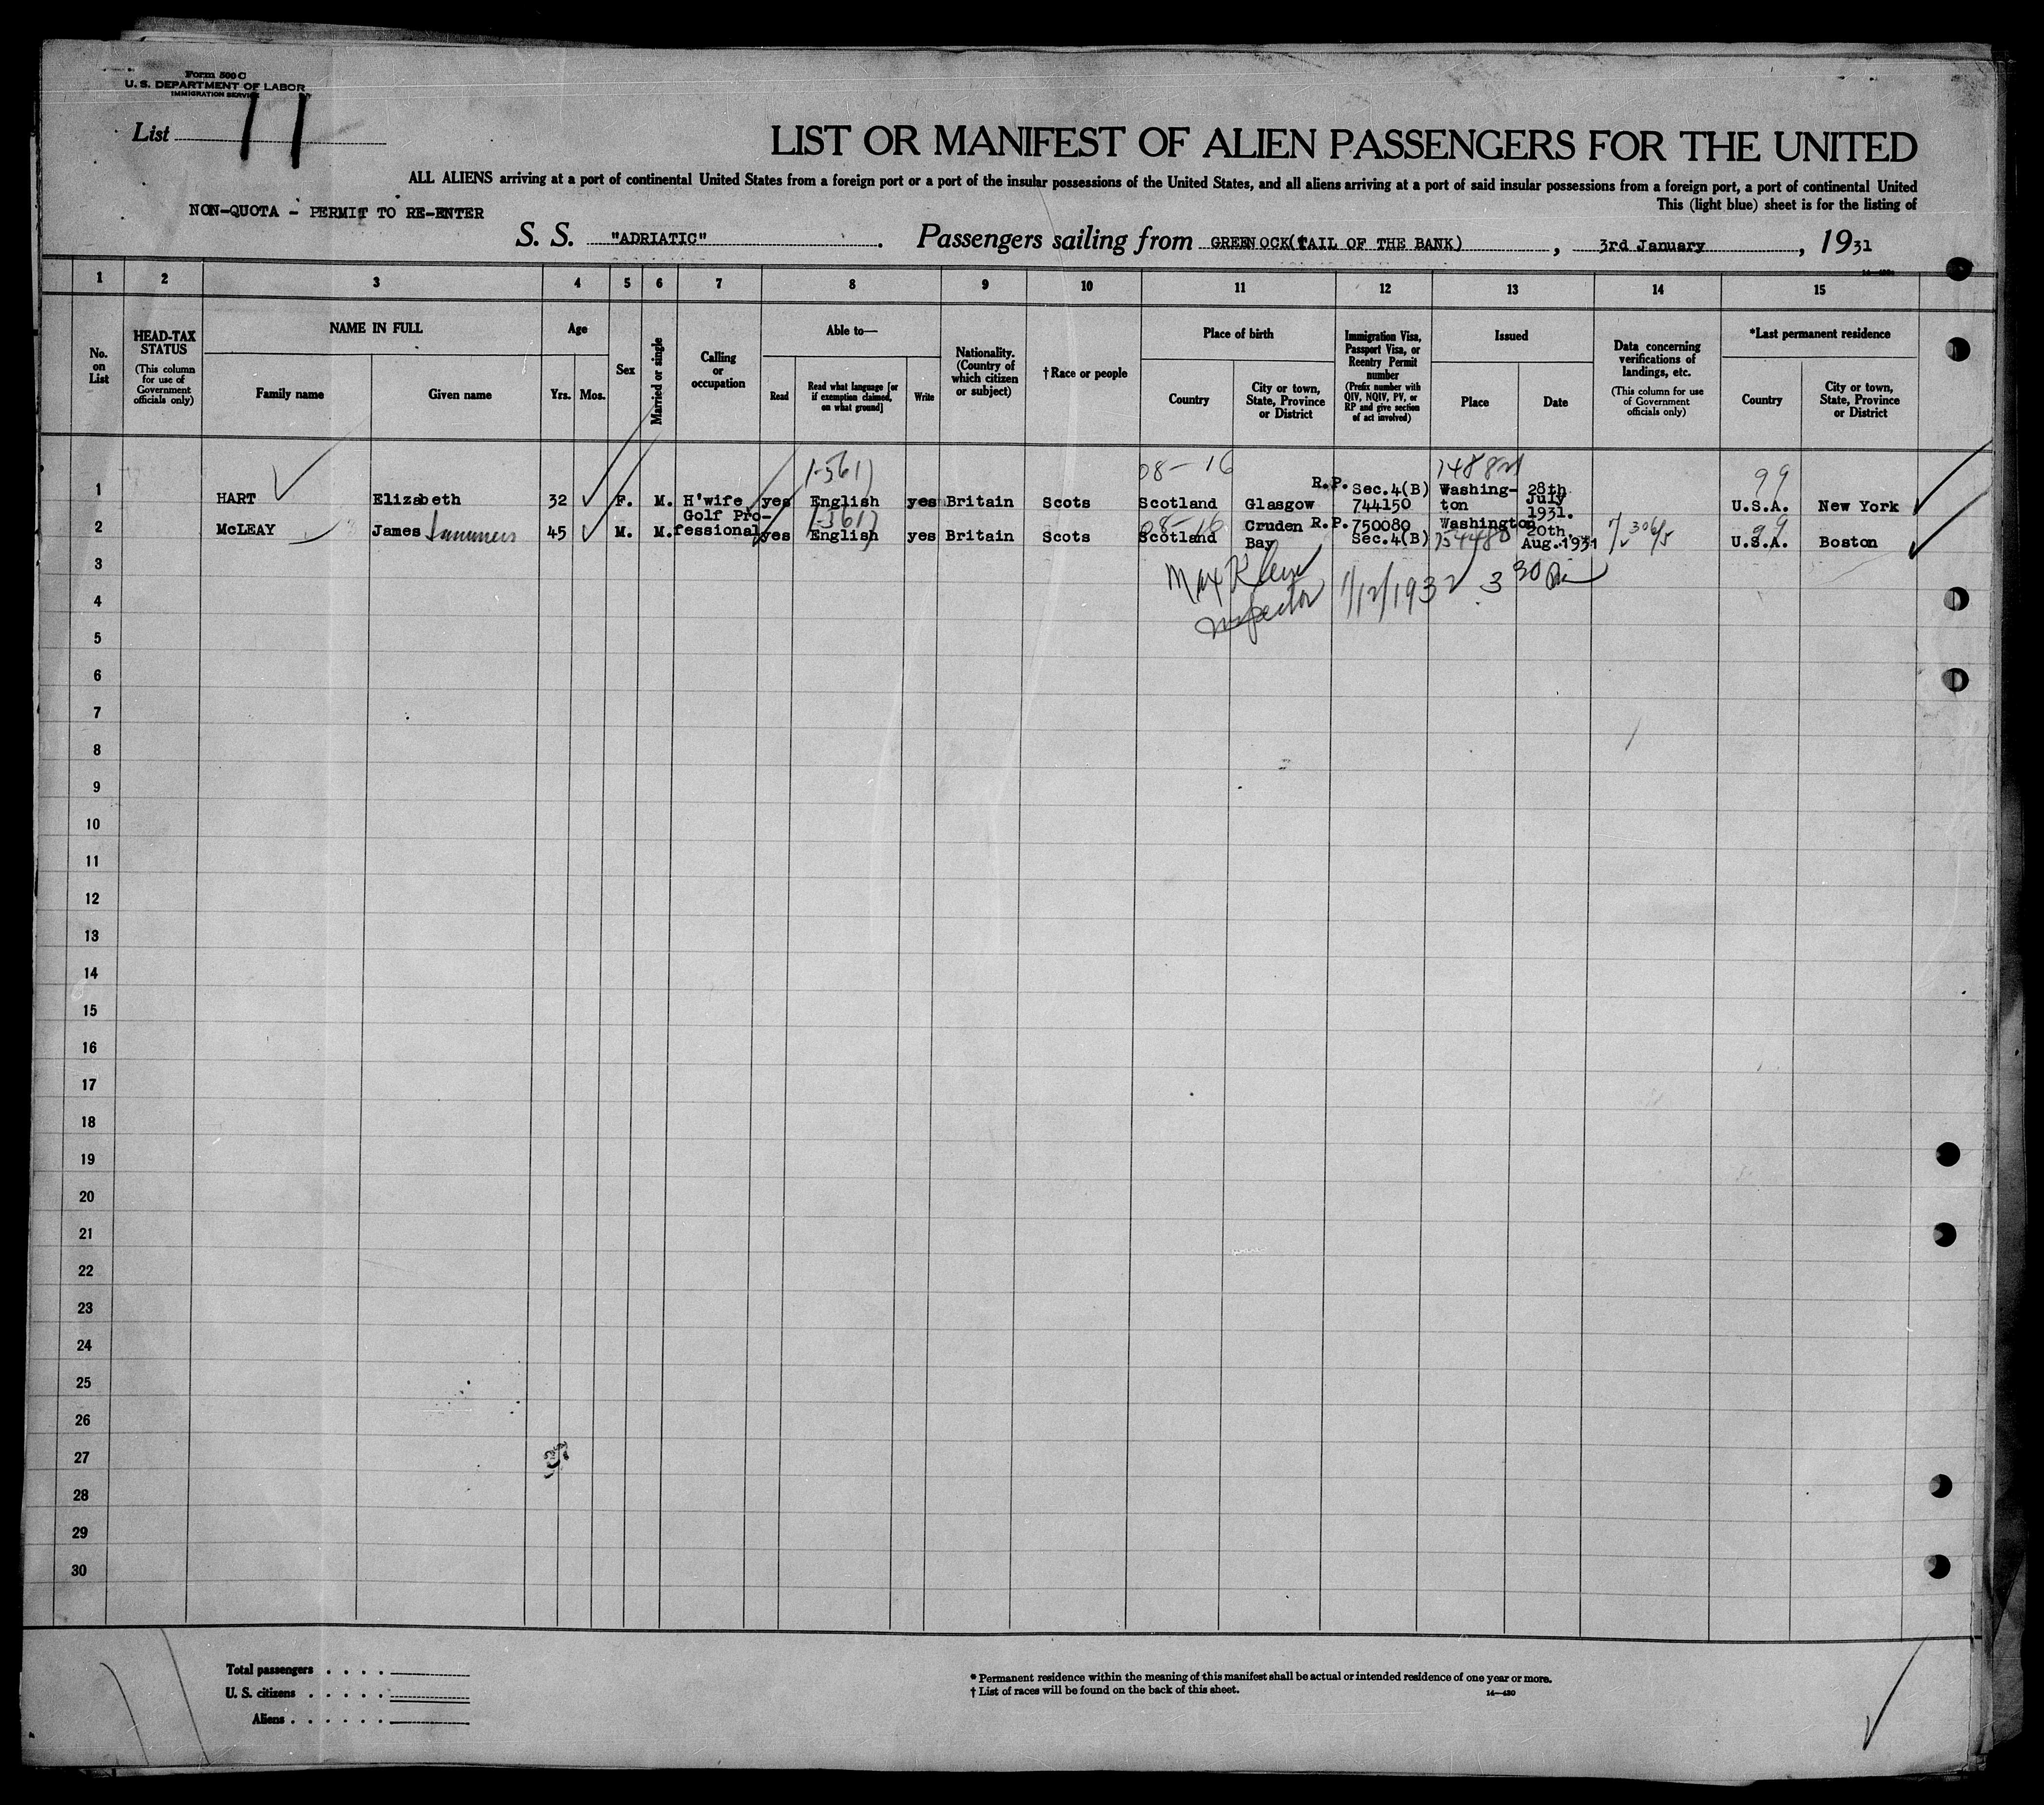 Form 500 C
U. S. DEPARTMENT OF LABOR
IMMIGRATION SERVICE
List 11
LIST OR MANIFEST OF ALIEN PASSENGERS FOR THE UNITED
ALL ALIENS arriving at a port of continental United States from a foreign port or a port of the insular possessions of the United States, and all aliens arriving at a port of said insular possessions from a foreign port, a port of continental United
This (light blue) sheet is for the listing of
NON-QUOTA - PERMIT TO RE-ENTER
S. S. "ADRIATIC". Passengers sailing from GREENOCK(TAIL OF THE BANK), 3rd January, 1931
1 2 3 4 5 6 7 8 9 10 11 12 13 14 15
No. on List
HEAD-TAX STATUS (This column for use of Government officials only)
NAME IN FULL
Family name
Given name
Age
Yrs. Mos.
Sex
Married or single
Calling or occupation
Able to—
Read
Read what language [or if exemption claimed, on what ground]
Write
Nationality. (Country of which citizen or subject)
†Race or people
Place of birth
Country
City or town, State, Province or District
Immigration Visa, Passport Visa, or Reentry Permit number (Prefix number with QIV, NQIV, PV, or RP and give section of act involved)
Issued
Place
Date
Data concerning verifications of landings, etc. (This column for use of Government officials only)
*Last permanent residence
Country
City or town, State, Province or District
08-16 99
1 HART Elizabeth 32 F. M. H'wife yes English yes Britain Scots Scotland Glasgow R.P. Sec.4(B) 744150 Washington 28th July 1931. U.S.A. New York
08-16 99
2 McLEAY James 45 M. M. Golf Professional yes English yes Britain Scots Scotland Cruden Bay R.P. 750080 Sec.4(B) Washington 20th. Aug. 1931 U.S.A. Boston
3 Max
4 Inspector 1/12/1932 3 30
5
6
7
8
9
10
11
12
13
14
15
16
17
18
19
20
21
22
23
24
25
26
27
28
29
30
Total passengers . . . .
U. S. citizens . . . . .
Aliens . . . . . .
* Permanent residence within the meaning of this manifest shall be actual or intended residence of one year or more.
† List of races will be found on the back of this sheet.
14—430